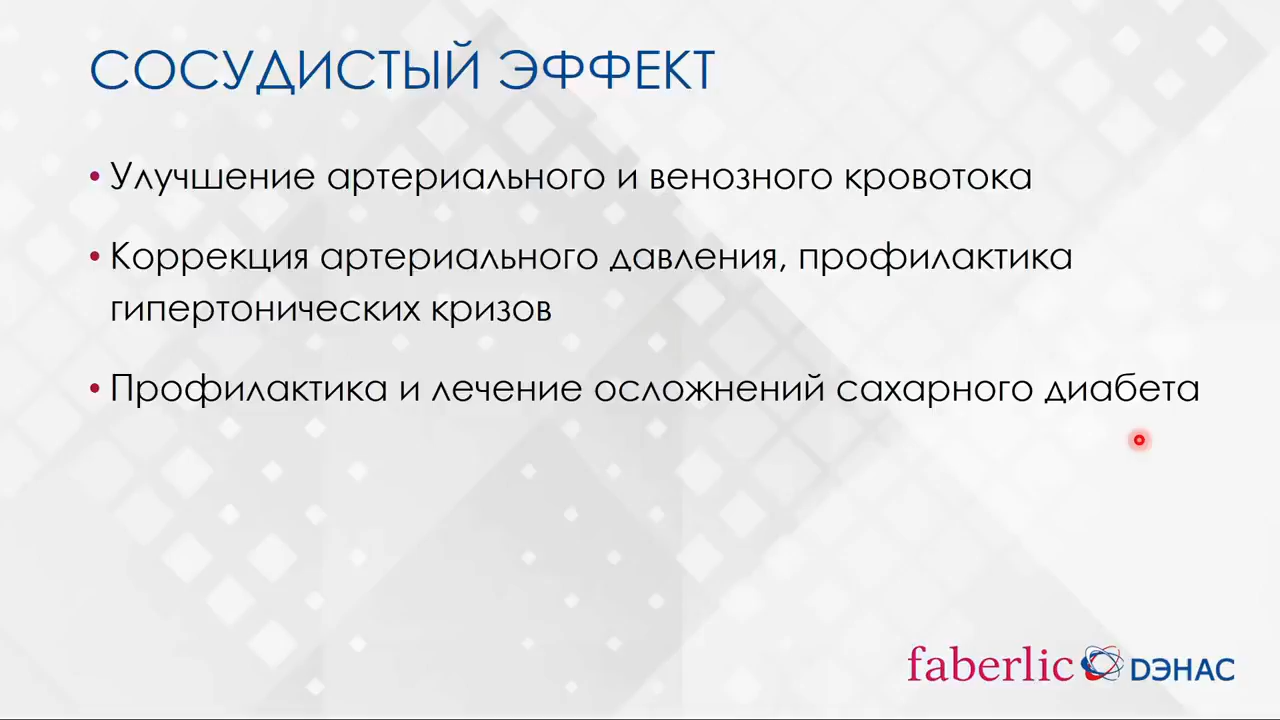 СОСУДИСТЫЙ ЭФФЕКТ
• Улучшение артериального и венозного кровотока
• Коррекция артериального давления, профилактика
гипертонических кризов
• Профилактика и лечение осложнений сахарного диабета
faberlic ДЭНАС